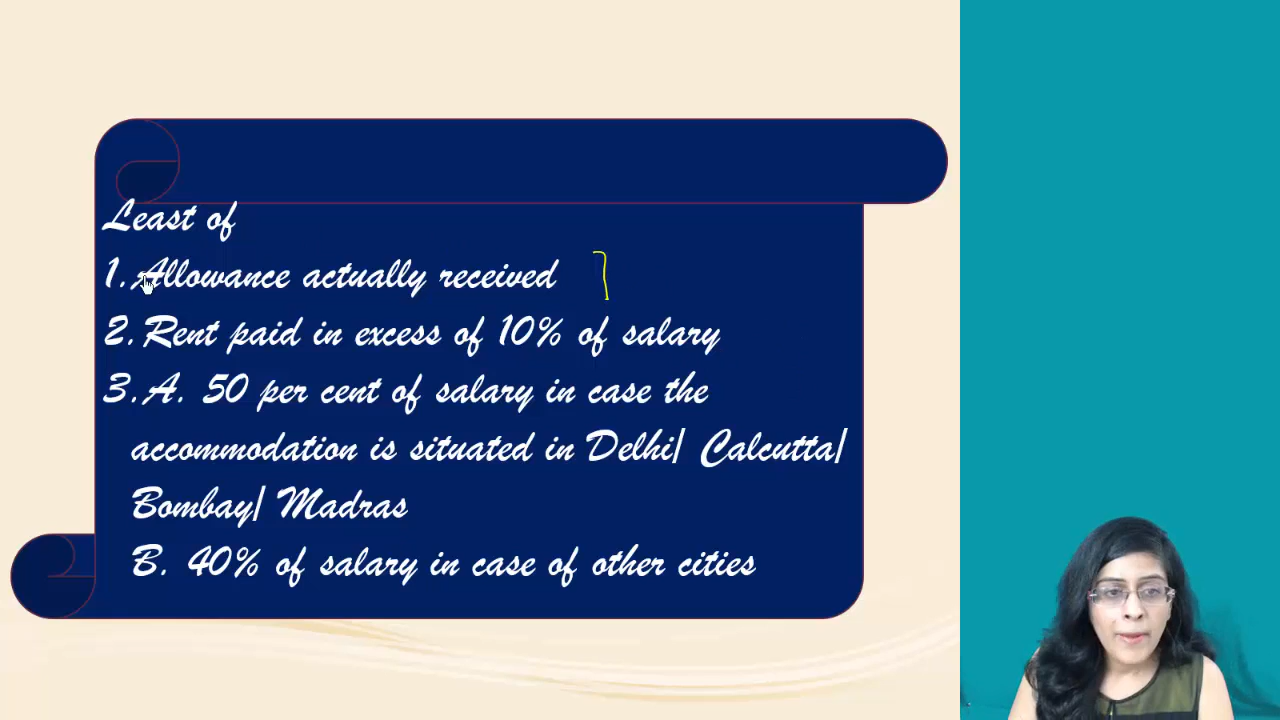 Least of
1. Allowance actually received
2. Rent paid in excess of 10% of salary
3. A. 50 per cent of salary in case the
accommodation is situated in Delhi/ Calcutta/
Bombay/ Madras
B. 40% of salary in case of other cities